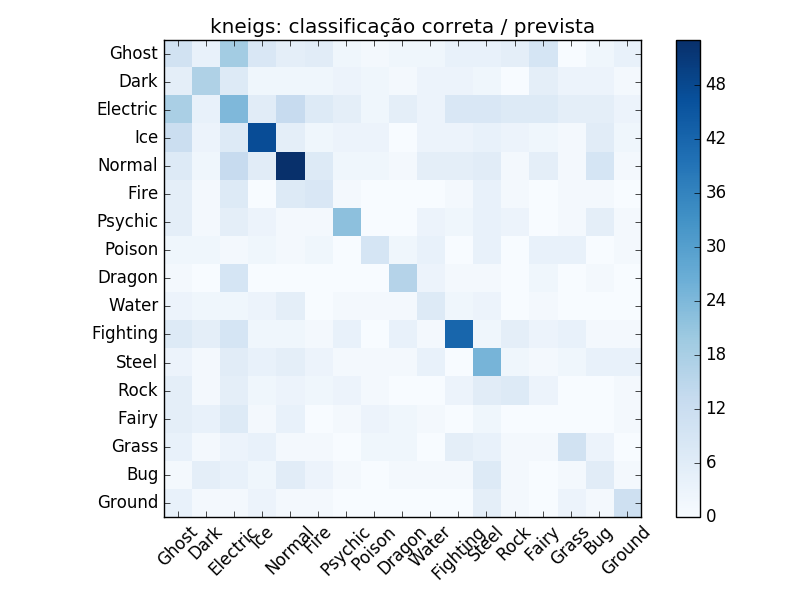 kneigs: classificação correta / prevista
Ghost
Dark
Electric
Ice
Normal
Fire
Psychic
Poison
Dragon
Water
Fighting
Steel
Rock
Fairy
Grass
Bug
Ground
Ghost
Dark
Electric
Ice
Normal
Fire
Psychic
Poison
Dragon
Water
Fighting
Steel
Rock
Fairy
Grass
Bug
Ground
48
42
36
30
24
18
12
6
0